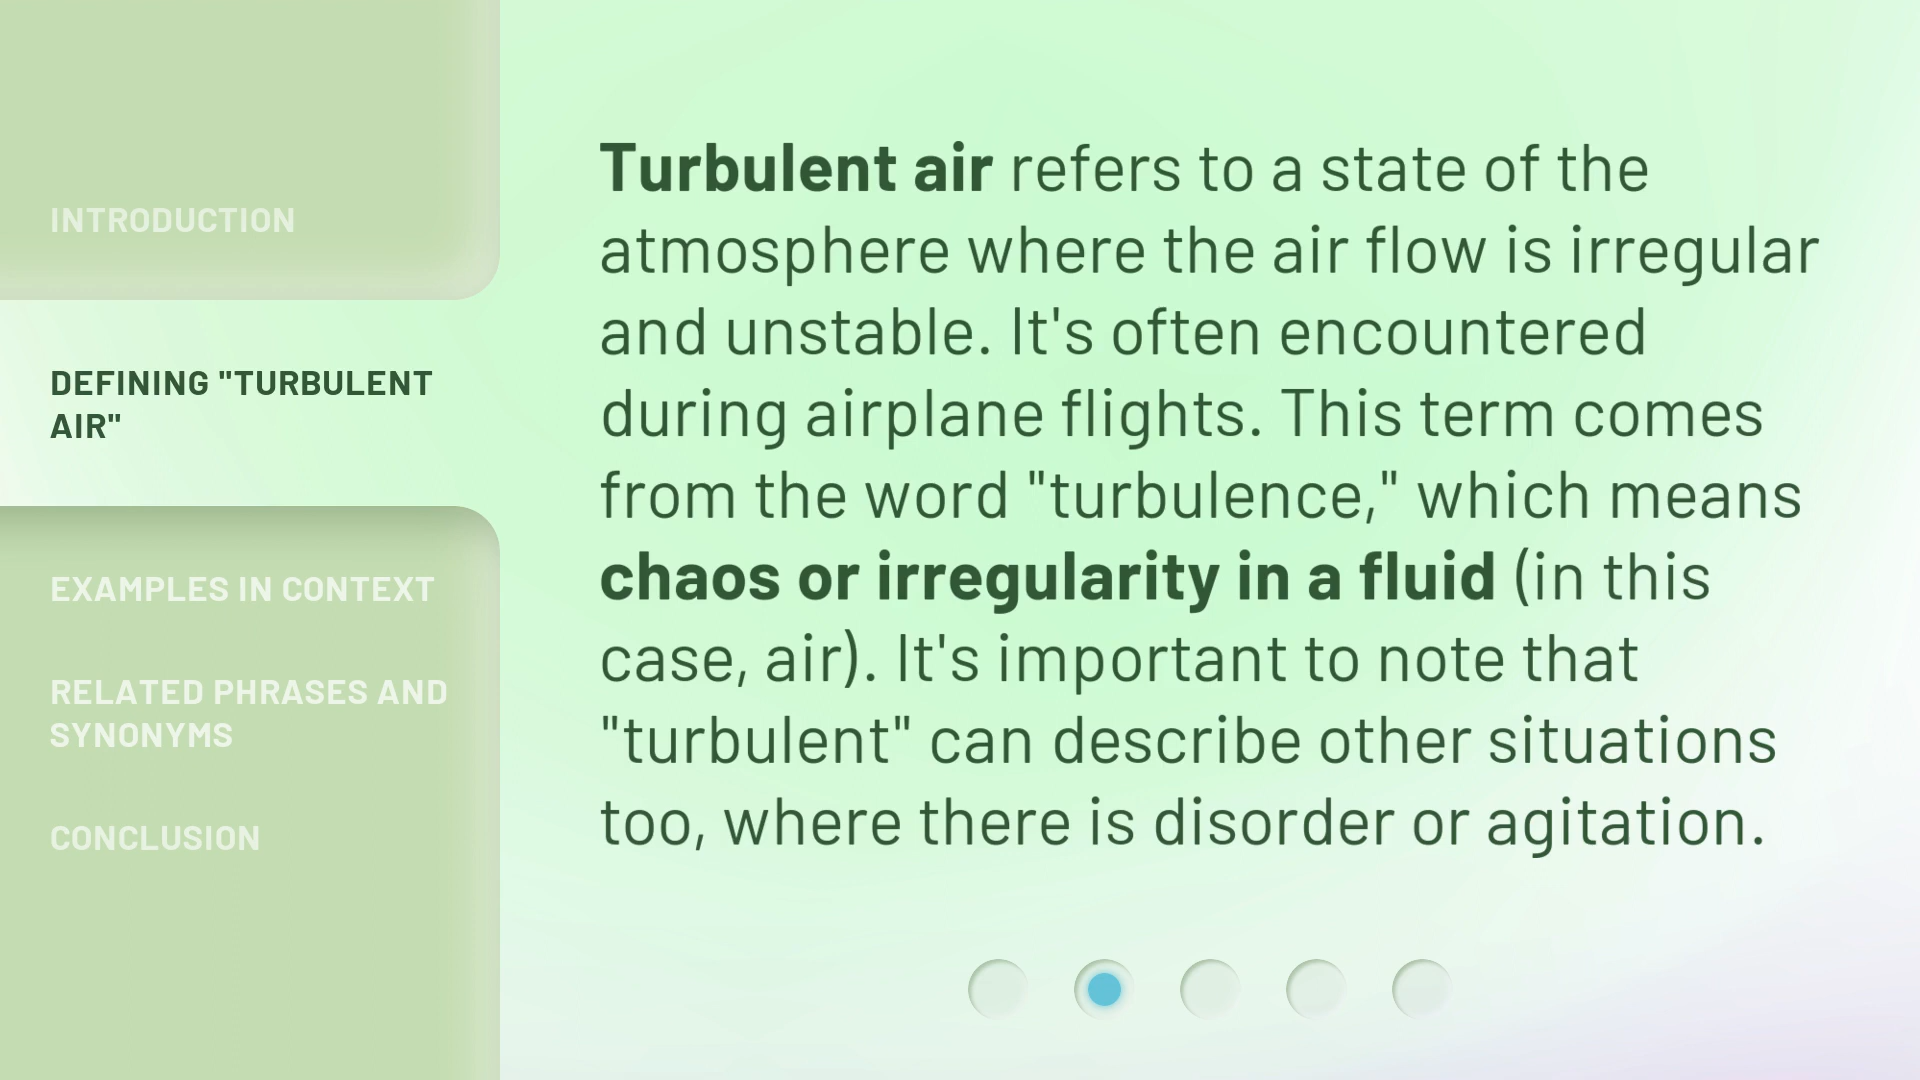 INTRODUCTION
DEFINING "TURBULENT
AIR"
EXAMPLES IN CONTEXT
RELATED PHRASES AND
SYNONYMS
CONCLUSION
Turbulent air refers to a state of the
atmosphere where the air flow is irregular
and unstable. It's often encountered
during airplane flights. This term comes
from the word "turbulence," which means
chaos or irregularity in a fluid (in this
case, air). It's important to note that
"turbulent" can describe other situations
too, where there is disorder or agitation.